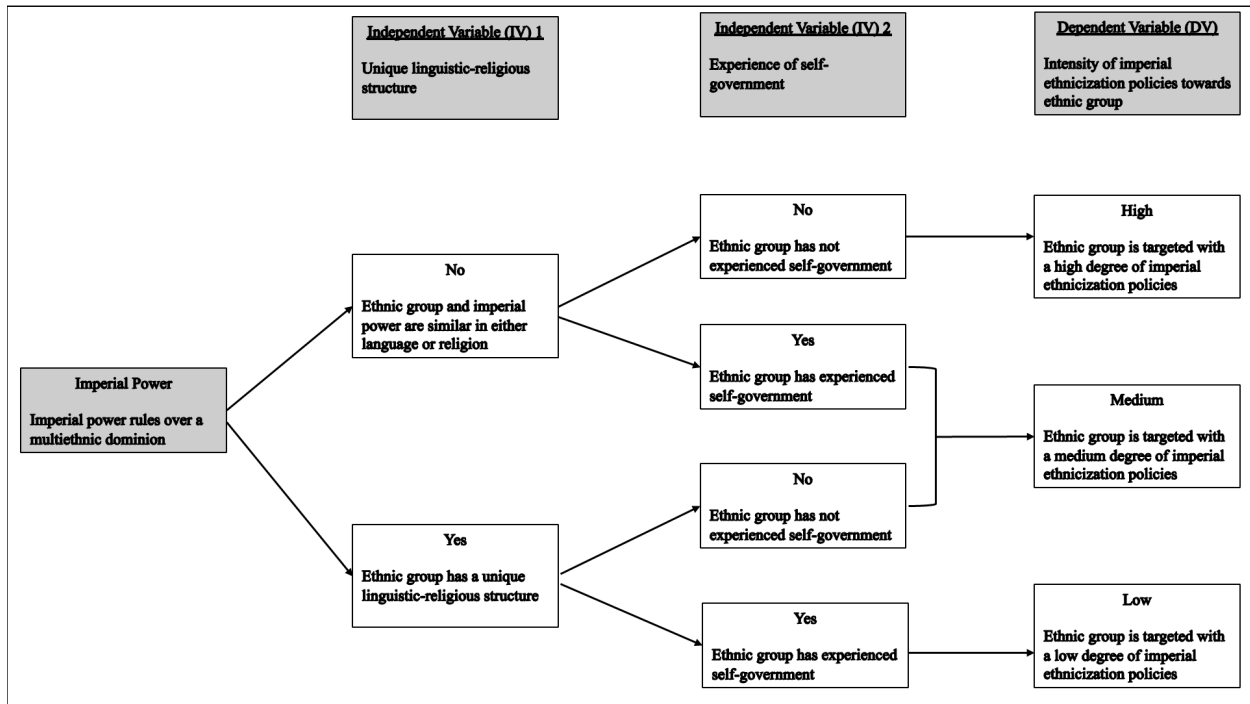 Independent Variable (IV) 1
Unique linguistic-religious
structure
Independent Variable (IV) 2
Experience of self-
government
Dependent Variable (DV)
Intensity of imperial
ethnicization policies towards
ethnic group
Imperial Power
Imperial power rules over a
multiethnic dominion
No
Ethnic group and imperial
power are similar in either
language or religion
Yes
Ethnic group has a unique
linguistic-religious structure
No
Ethnic group has not
experienced self-government
Yes
Ethnic group has experienced
self-government
No
Ethnic group has not
experienced self-government
Yes
Ethnic group has experienced
self-government
High
Ethnic group is targeted with
a high degree of imperial
ethnicization policies
Medium
Ethnic group is targeted with
a medium degree of imperial
ethnicization policies
Low
Ethnic group is targeted with
a low degree of imperial
ethnicization policies